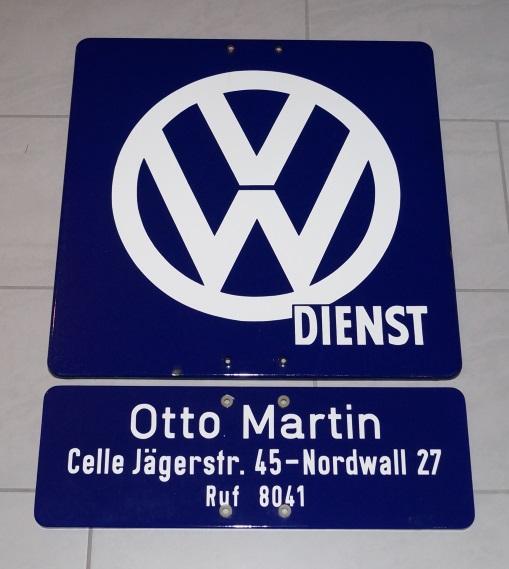 VW
DIENST
Otto Martin
Celle Jägerstr. 45-Nordwall 27
Ruf 8041